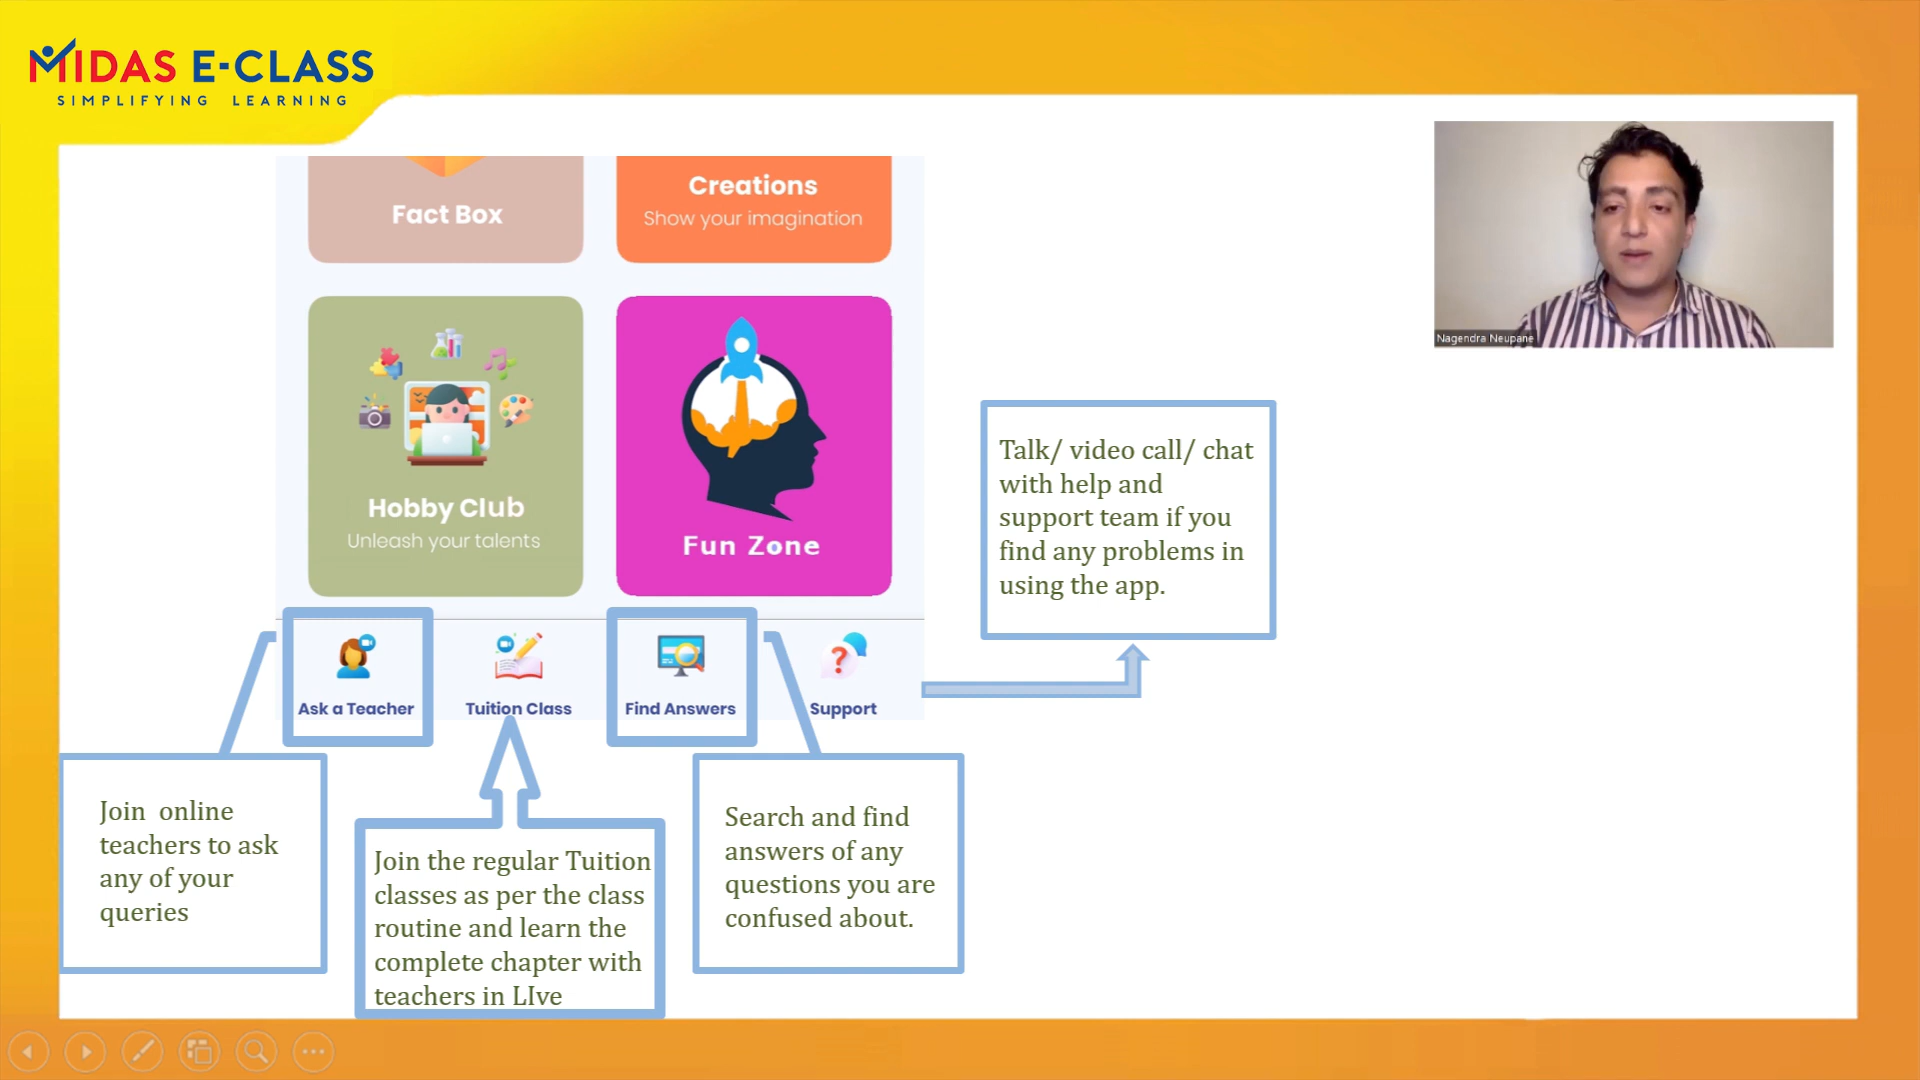 MIDAS E-CLASS
SIMPLIFYING LEARNING
Fact Box
Creations
Show your imagination
Nagendra Neupane
Hobby Club
Unleash your talents
Fun Zone
Talk/ video call/ chat
with help and
support team if you
find any problems in
using the app.
Ask a Teacher
Tuition Class
Find Answers
Support
Join  online
teachers to ask
any of your
queries
Join the regular Tuition
classes as per the class
routine and learn the
complete chapter with
teachers in LIve
Search and find
answers of any
questions you are
confused about.